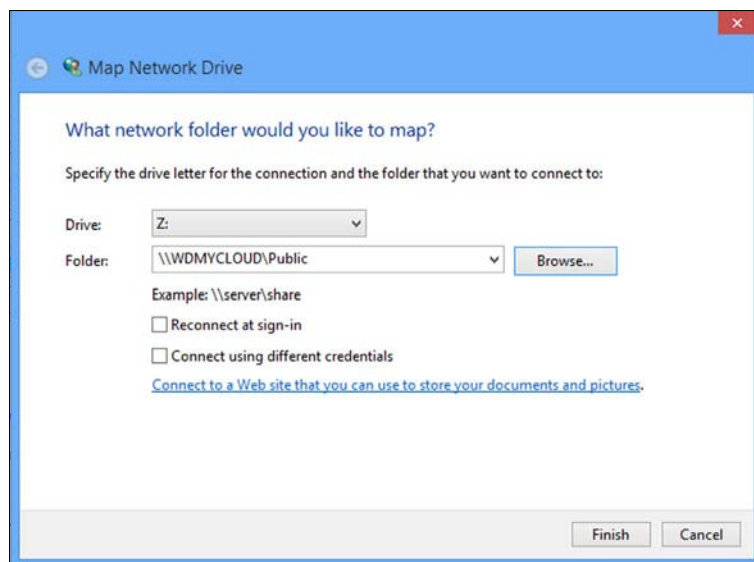 Map Network Drive
What network folder would you like to map?
Specify the drive letter for the connection and the folder that you want to connect to:
Drive: Z:
Folder: \\WDMYCLOUD\Public Browse...
Example: \\server\share
Reconnect at sign-in
Connect using different credentials
Connect to a Web site that you can use to store your documents and pictures.
Finish Cancel